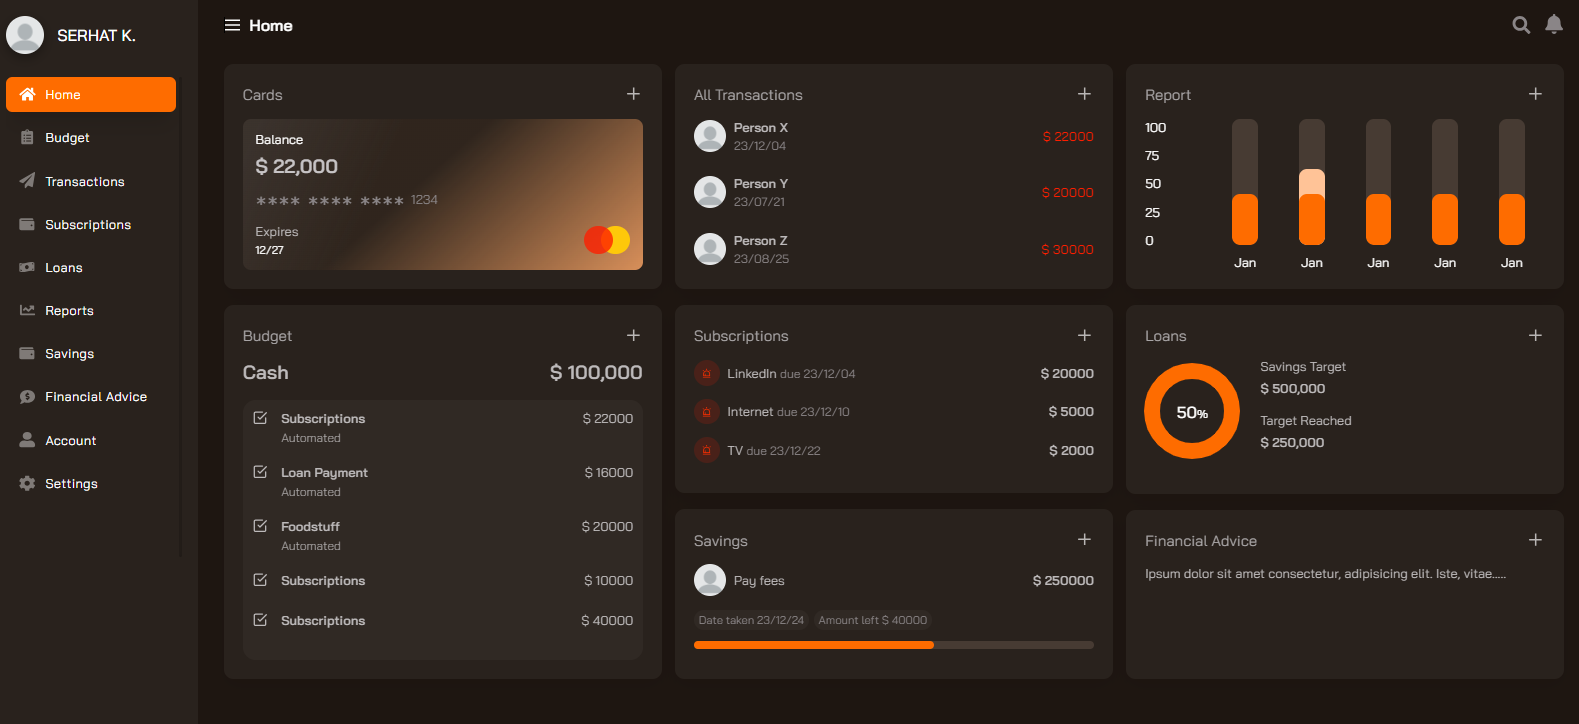 SERHAT K.
Home
Budget
Transactions
Subscriptions
Loans
Reports
Savings
Financial Advice
Account
Settings
Home
Cards
Balance
$ 22,000
**** **** **** 1234
Expires
12/27
All Transactions
Person X
23/12/04
$ 22000
Person Y
23/07/21
$ 20000
Person Z
23/08/25
$ 30000
Report
100
75
50
25
0
Jan Jan Jan Jan Jan
Budget
Cash $ 100,000
Subscriptions $ 22000
Automated
Loan Payment $ 16000
Automated
Foodstuff $ 20000
Automated
Subscriptions $ 10000
Subscriptions $ 40000
Subscriptions
LinkedIn due 23/12/04 $ 20000
Internet due 23/12/10 $ 5000
TV due 23/12/22 $ 2000
Loans
50%
Savings Target
$ 500,000
Target Reached
$ 250,000
Savings
Pay fees $ 250000
Date taken 23/12/24 Amount left $ 40000
Financial Advice
Ipsum dolor sit amet consectetur, adipisicing elit. Iste, vitae.....